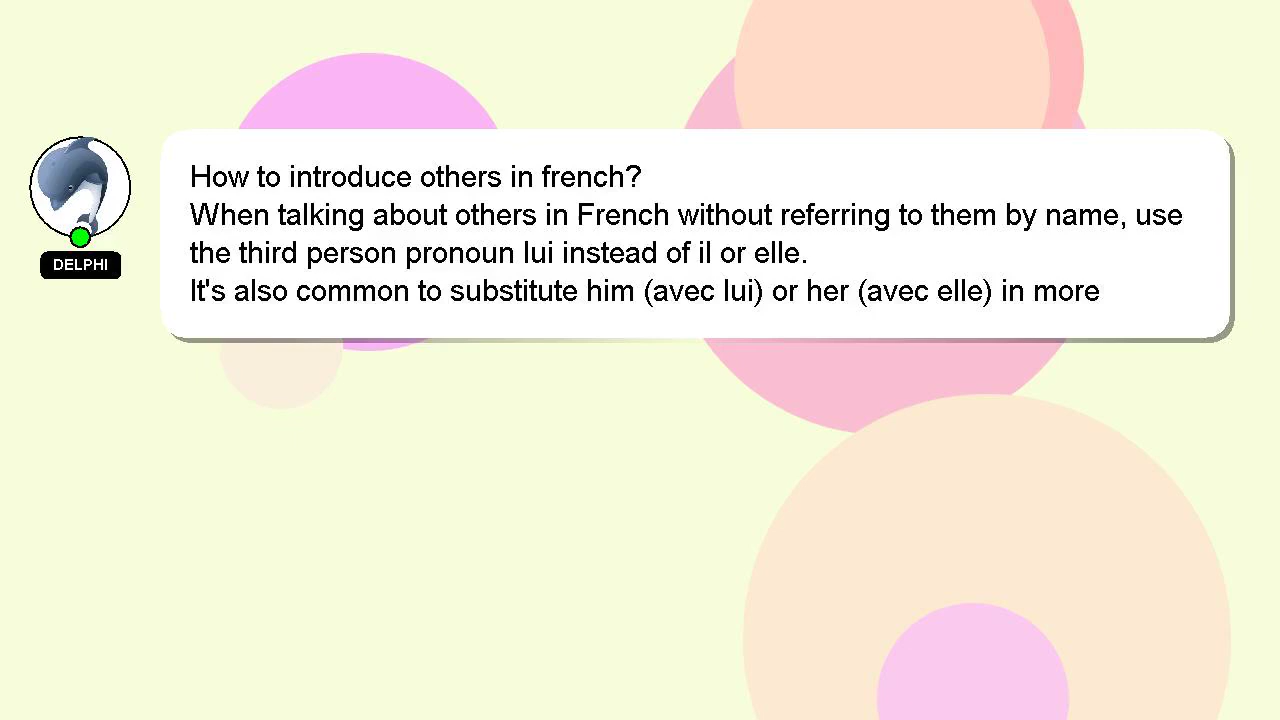 How to introduce others in french?
When talking about others in French without referring to them by name, use
the third person pronoun lui instead of il or elle.
It's also common to substitute him (avec lui) or her (avec elle) in more
DELPHI